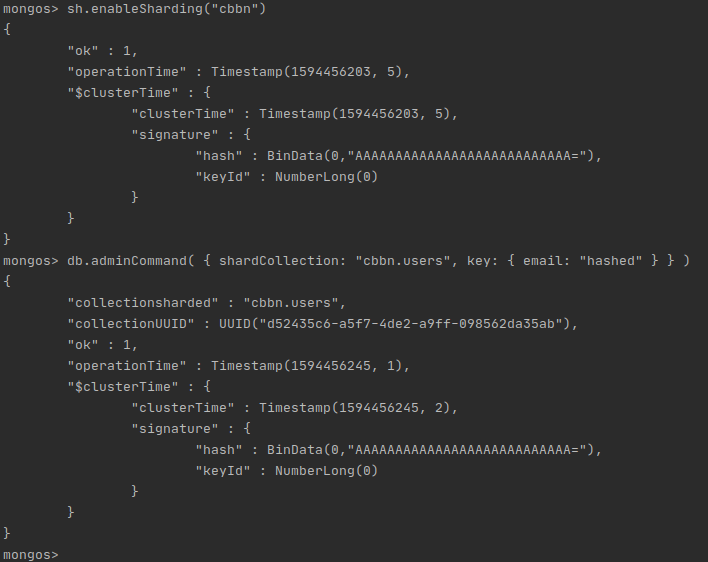 mongos> sh.enableSharding("cbbn")
{
        "ok" : 1,
        "operationTime" : Timestamp(1594456203, 5),
        "$clusterTime" : {
                "clusterTime" : Timestamp(1594456203, 5),
                "signature" : {
                        "hash" : BinData(0,"AAAAAAAAAAAAAAAAAAAAAAAAAAA="),
                        "keyId" : NumberLong(0)
                }
        }
}
mongos> db.adminCommand( { shardCollection: "cbbn.users", key: { email: "hashed" } } )
{
        "collectionsharded" : "cbbn.users",
        "collectionUUID" : UUID("d52435c6-a5f7-4de2-a9ff-098562da35ab"),
        "ok" : 1,
        "operationTime" : Timestamp(1594456245, 1),
        "$clusterTime" : {
                "clusterTime" : Timestamp(1594456245, 2),
                "signature" : {
                        "hash" : BinData(0,"AAAAAAAAAAAAAAAAAAAAAAAAAAA="),
                        "keyId" : NumberLong(0)
                }
        }
}
mongos>